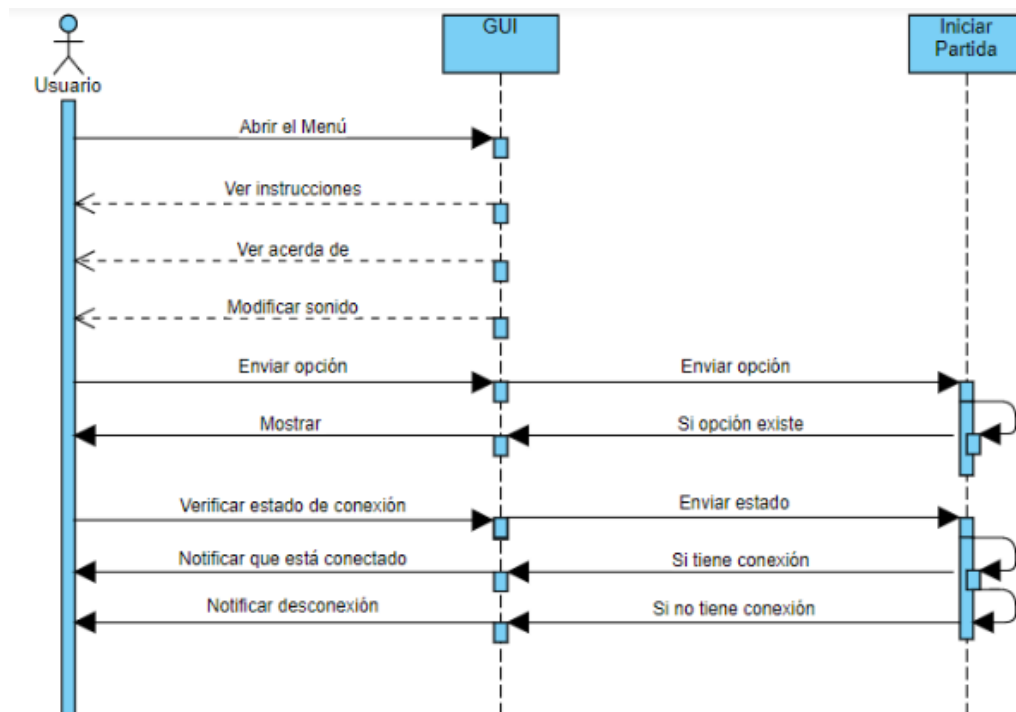 GUI
Iniciar
Partida
Usuario
Abrir el Menú
Ver instrucciones
Ver acerda de
Modificar sonido
Enviar opción
Enviar opción
Mostrar
Si opción existe
Verificar estado de conexión
Enviar estado
Notificar que está conectado
Si tiene conexión
Notificar desconexión
Si no tiene conexión